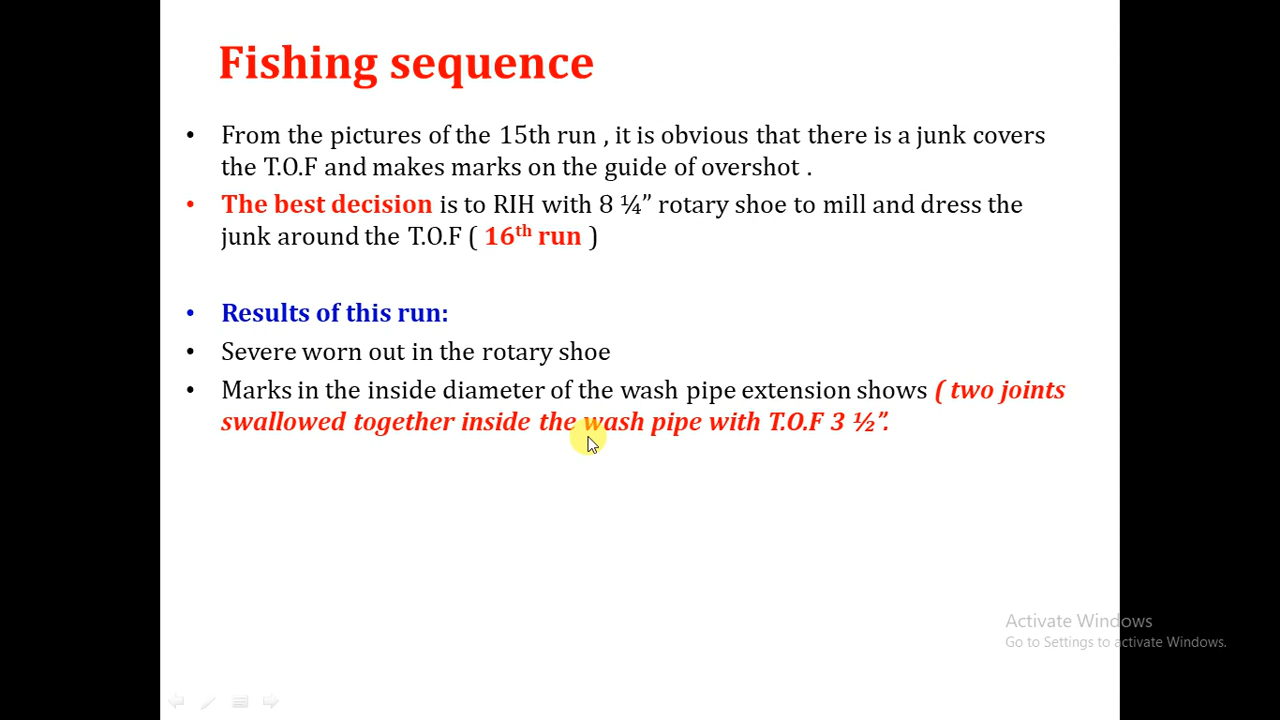 Fishing sequence
• From the pictures of the 15th run , it is obvious that there is a junk covers
the T.O.F and makes marks on the guide of overshot .
• The best decision is to RIH with 8 ¼” rotary shoe to mill and dress the
junk around the T.O.F ( 16th run )
• Results of this run:
• Severe worn out in the rotary shoe
• Marks in the inside diameter of the wash pipe extension shows ( two joints
swallowed together inside the wash pipe with T.O.F 3 ½”.
Activate Windows
Go to Settings to activate Windows.